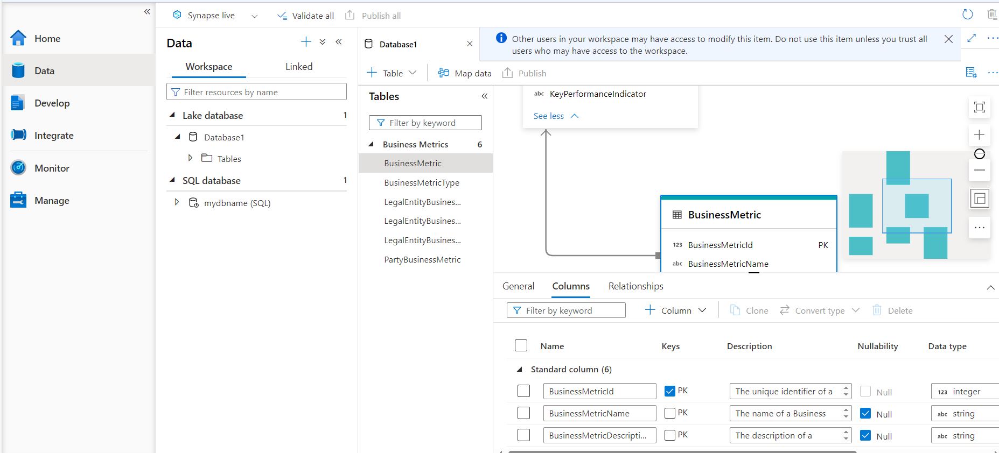 Synapse live
Validate all
Publish all
Home
Data
Develop
Integrate
Monitor
Manage
Data
Workspace
Linked
Filter resources by name
Lake database 1
Database1
Tables
SQL database 1
mydbname (SQL)
Database1
Other users in your workspace may have access to modify this item. Do not use this item unless you trust all
users who may have access to the workspace.
Table
Map data
Publish
Tables
Filter by keyword
Business Metrics 6
BusinessMetric
BusinessMetricType
LegalEntityBusines...
LegalEntityBusines...
LegalEntityBusines...
PartyBusinessMetric
abc KeyPerformanceIndicator
See less
BusinessMetric
123 BusinessMetricId PK
abc BusinessMetricName
General
Columns
Relationships
Filter by keyword
Column
Clone
Convert type
Delete
Name Keys Description Nullability Data type
Standard column (6)
BusinessMetricId PK The unique identifier of a Null 123 integer
BusinessMetricName PK The name of a Business Null abc string
BusinessMetricDescripti... PK The description of a Null abc string